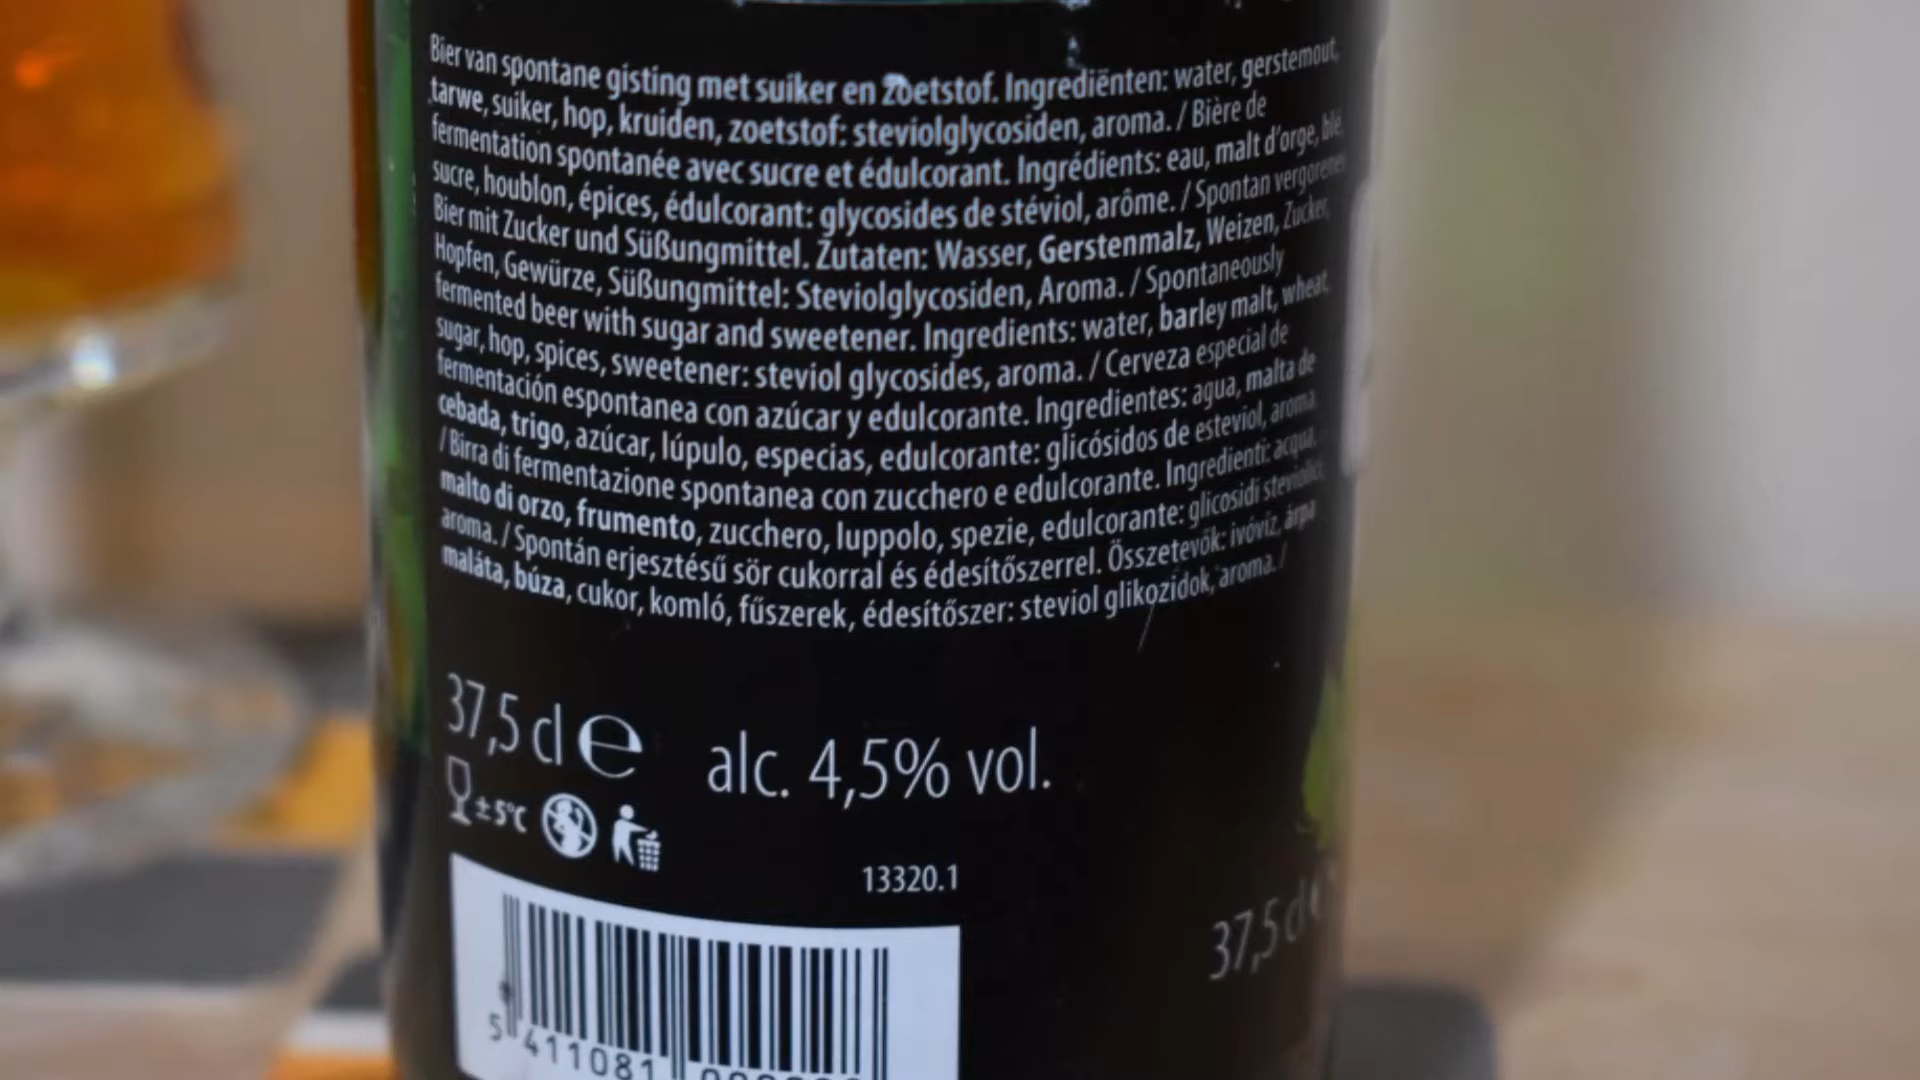 Bier van spontane gisting met suiker en zoetstof. Ingrediënten: water, gerstemout,
tarwe, suiker, hop, kruiden, zoetstof: steviolglycosiden, aroma. / Bière de
fermentation spontanée avec sucre et édulcorant. Ingrédients: eau, malt d'orge, blé,
sucre, houblon, épices, édulcorant: glycosides de stéviol, arôme. / Spontan vergorenes
Bier mit Zucker und Süßungmittel. Zutaten: Wasser, Gerstenmalz, Weizen, Zucker,
Hopfen, Gewürze, Süßungmittel: Steviolglycosiden, Aroma. / Spontaneously
fermented beer with sugar and sweetener. Ingredients: water, barley malt, wheat,
sugar, hop, spices, sweetener: steviol glycosides, aroma. / Cerveza especial de
fermentación espontanea con azúcar y edulcorante. Ingredientes: agua, malta de
cebada, trigo, azúcar, lúpulo, especias, edulcorante: glicósidos de esteviol, aroma.
/ Birra di fermentazione spontanea con zucchero e edulcorante. Ingredienti: acqua,
malto di orzo, frumento, zucchero, luppolo, spezie, edulcorante: glicosidi steviolici,
aroma. / Spontán erjesztésű sör cukorral és édesítőszerrel. Összetevők: ivóvíz, árpa
maláta, búza, cukor, komló, fűszerek, édesítőszer: steviol glikozidok, aroma. /
37,5 cl e alc. 4,5% vol.
±5°C
13320.1
37,5 cl
5 411081